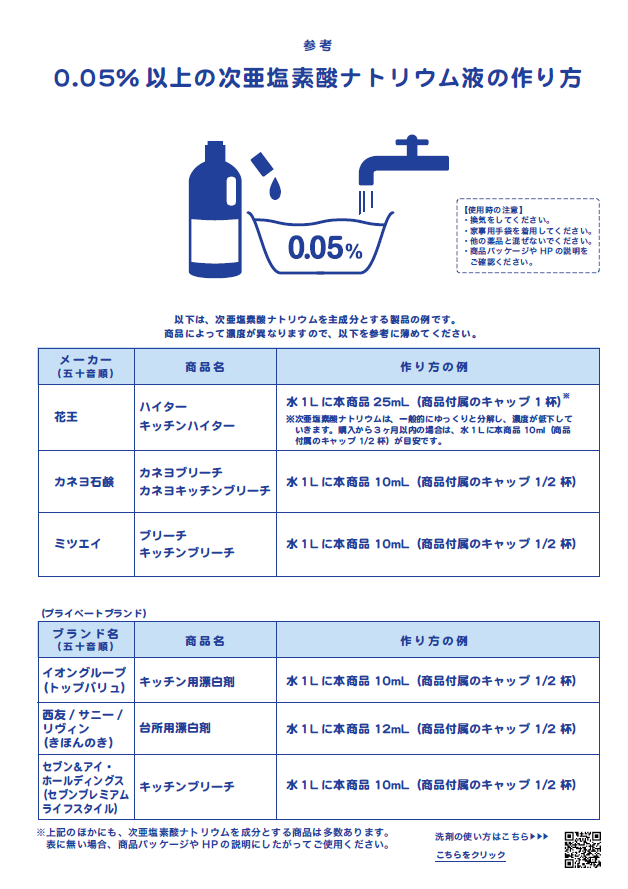 参考
0.05% 以上の次亜塩素酸ナトリウム液の作り方
0.05%
【使用時の注意】
・換気をしてください。
・家事用手袋を着用してください。
・他の薬品と混ぜないでください。
・商品パッケージや HP の説明を
ご確認ください。
以下は、次亜塩素酸ナトリウムを主成分とする製品の例です。
商品によって濃度が異なりますので、以下を参考に薄めてください。
メーカー
（五十音順）
商品名
作り方の例
花王
ハイター
キッチンハイター
水 1L に本商品 25mL（商品付属のキャップ 1 杯）※
※次亜塩素酸ナトリウムは、一般的にゆっくりと分解し、濃度が低下して
いきます。購入から3ヶ月以内の場合は、水 1L に本商品 10ml（商品
付属のキャップ 1/2 杯）が目安です。
カネヨ石鹸
カネヨブリーチ
カネヨキッチンブリーチ
水 1L に本商品 10mL（商品付属のキャップ 1/2 杯）
ミツエイ
ブリーチ
キッチンブリーチ
水 1L に本商品 10mL（商品付属のキャップ 1/2 杯）
（プライベートブランド）
ブランド名
（五十音順）
商品名
作り方の例
イオングループ
（トップバリュ）
キッチン用漂白剤
水 1L に本商品 10mL（商品付属のキャップ 1/2 杯）
西友 / サニー /
リヴィン
（きほんのき）
台所用漂白剤
水 1L に本商品 12mL（商品付属のキャップ 1/2 杯）
セブン＆アイ・
ホールディングス
（セブンプレミアム
ライフスタイル）
キッチンブリーチ
水 1L に本商品 10mL（商品付属のキャップ 1/2 杯）
※上記のほかにも、次亜塩素酸ナトリウムを成分とする商品は多数あります。
表に無い場合、商品パッケージや HP の説明にしたがってご使用ください。
洗剤の使い方はこちら▶▶▶
こちらをクリック